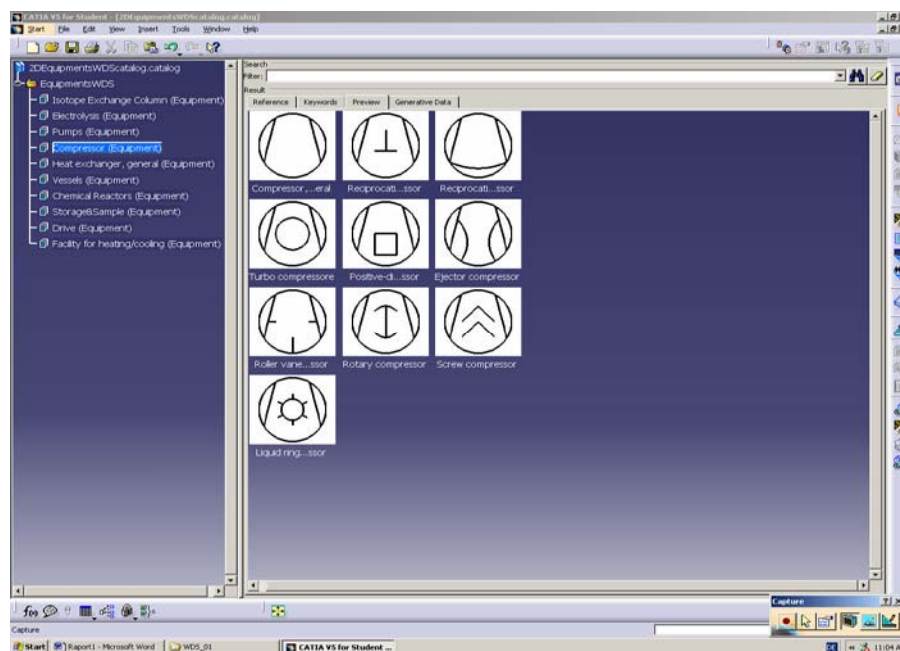 CATIA V5 for Student - [2DEquipmentsWDScatalog.catalog]
Start File Edit View Insert Tools Window Help
2DEquipmentsWDScatalog.catalog
EquipmentsWDS
Isotope Exchange Column (Equipment)
Electrolysis (Equipment)
Pumps (Equipment)
Compressor (Equipment)
Heat exchanger, general (Equipment)
Vessels (Equipment)
Chemical Reactors (Equipment)
Storage&Sample (Equipment)
Drive (Equipment)
Facility for heating/cooling (Equipment)
Search
Filter:
Result
Reference Keywords Preview Generative Data
Compressor,...eral Reciprocati...ssor Reciprocati...ssor
Turbo compressore Positive-di...ssor Ejector compressor
Roller vane...ssor Rotary compressor Screw compressor
Liquid ring...ssor
Capture
Capture
Start Raport1 - Microsoft Word WDS_01 CATIA V5 for Student ... 11:04 A